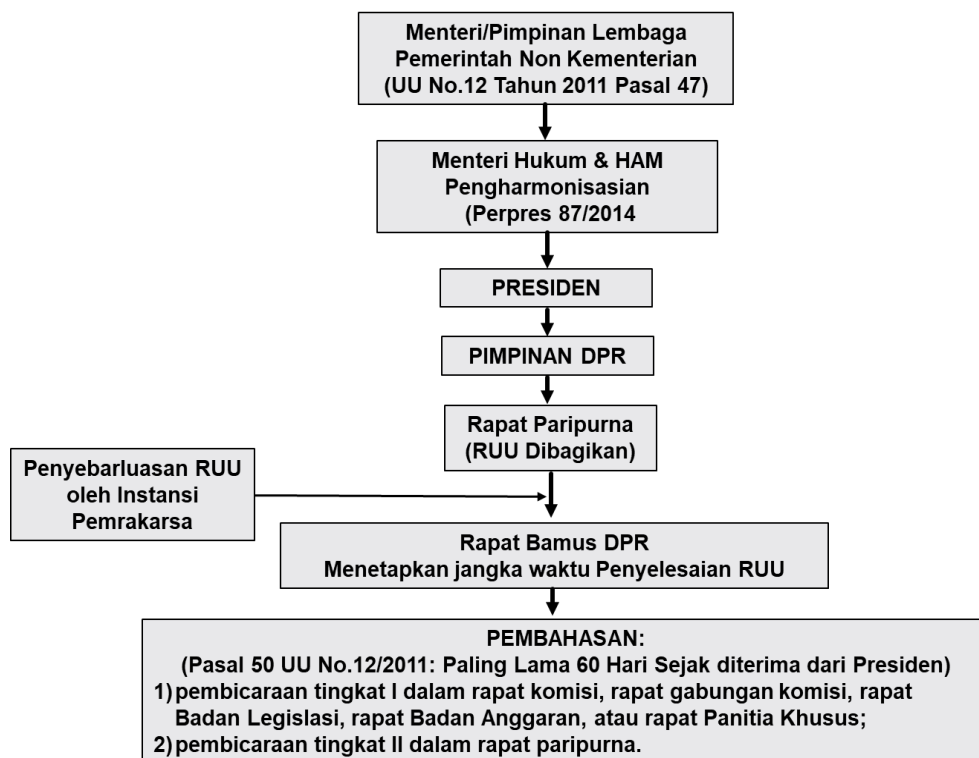 Menteri/Pimpinan Lembaga
Pemerintah Non Kementerian
(UU No.12 Tahun 2011 Pasal 47)
Menteri Hukum & HAM
Pengharmonisasian
(Perpres 87/2014
PRESIDEN
PIMPINAN DPR
Rapat Paripurna
(RUU Dibagikan)
Penyebarluasan RUU
oleh Instansi
Pemrakarsa
Rapat Bamus DPR
Menetapkan jangka waktu Penyelesaian RUU
PEMBAHASAN:
(Pasal 50 UU No.12/2011: Paling Lama 60 Hari Sejak diterima dari Presiden)
1)pembicaraan tingkat I dalam rapat komisi, rapat gabungan komisi, rapat
Badan Legislasi, rapat Badan Anggaran, atau rapat Panitia Khusus;
2)pembicaraan tingkat II dalam rapat paripurna.